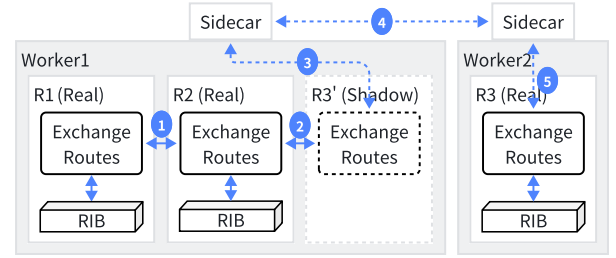 Sidecar
4
Sidecar
Worker1
3
Worker2
R1 (Real)
R2 (Real)
R3' (Shadow)
5
R3 (Real)
Exchange
Routes
1
Exchange
Routes
2
Exchange
Routes
Exchange
Routes
RIB
RIB
RIB